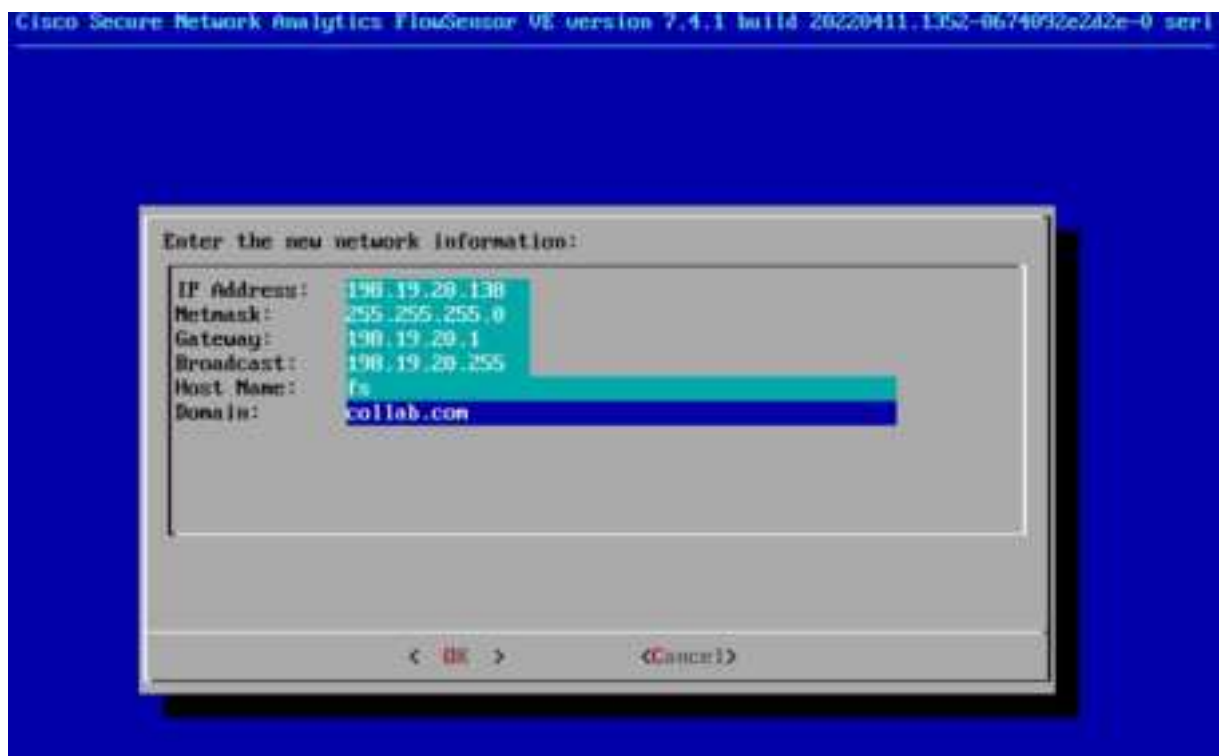 Cisco Secure Network Analytics FlowSensor VE version 7.4.1 build 20220411.1352-0674092e2d2e-0 seri
Enter the new network information:
IP Address: 198.19.20.138
Netmask: 255.255.255.0
Gateway: 198.19.20.1
Broadcast: 198.19.20.255
Host Name: fs
Domain: collab.com
< OK > <Cancel>